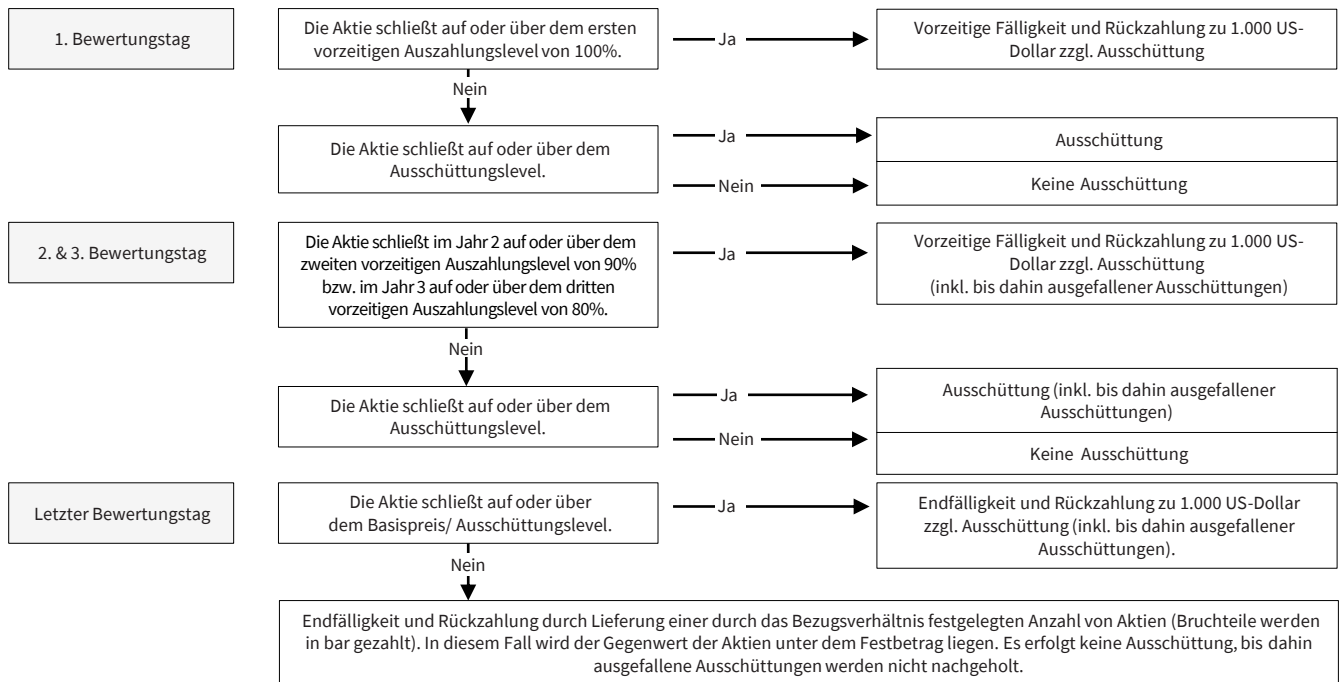 1. Bewertungstag
Die Aktie schließt auf oder über dem ersten
vorzeitigen Auszahlungslevel von 100%.
Ja
Vorzeitige Fälligkeit und Rückzahlung zu 1.000 US-
Dollar zzgl. Ausschüttung
Nein
Die Aktie schließt auf oder über dem
Ausschüttungslevel.
Ja
Ausschüttung
Nein
Keine Ausschüttung
2. & 3. Bewertungstag
Die Aktie schließt im Jahr 2 auf oder über dem
zweiten vorzeitigen Auszahlungslevel von 90%
bzw. im Jahr 3 auf oder über dem dritten
vorzeitigen Auszahlungslevel von 80%.
Ja
Vorzeitige Fälligkeit und Rückzahlung zu 1.000 US-
Dollar zzgl. Ausschüttung
(inkl. bis dahin ausgefallener Ausschüttungen)
Nein
Die Aktie schließt auf oder über dem
Ausschüttungslevel.
Ja
Ausschüttung (inkl. bis dahin ausgefallener
Ausschüttungen)
Nein
Keine Ausschüttung
Letzter Bewertungstag
Die Aktie schließt auf oder über
dem Basispreis/ Ausschüttungslevel.
Ja
Endfälligkeit und Rückzahlung zu 1.000 US-Dollar
zzgl. Ausschüttung (inkl. bis dahin ausgefallener
Ausschüttungen).
Nein
Endfälligkeit und Rückzahlung durch Lieferung einer durch das Bezugsverhältnis festgelegten Anzahl von Aktien (Bruchteile werden
in bar gezahlt). In diesem Fall wird der Gegenwert der Aktien unter dem Festbetrag liegen. Es erfolgt keine Ausschüttung, bis dahin
ausgefallene Ausschüttungen werden nicht nachgeholt.